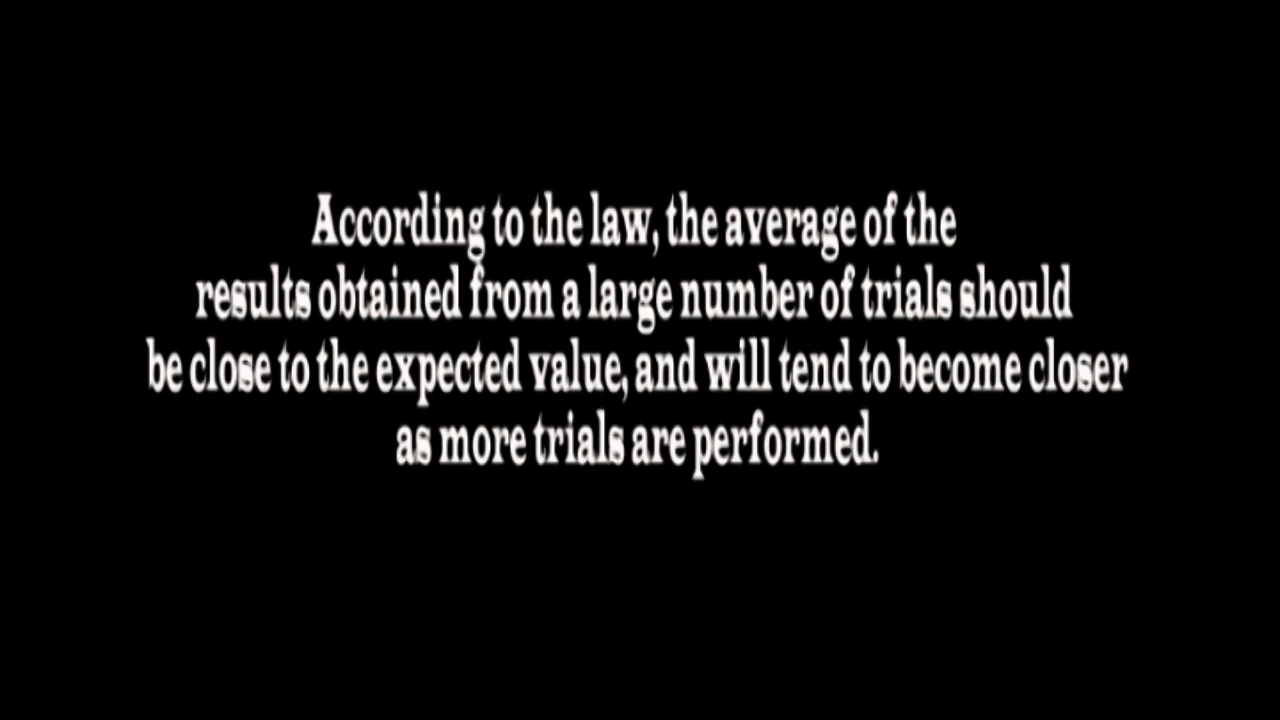 According to the law, the average of the
results obtained from a large number of trials should
be close to the expected value, and will tend to become closer
as more trials are performed.